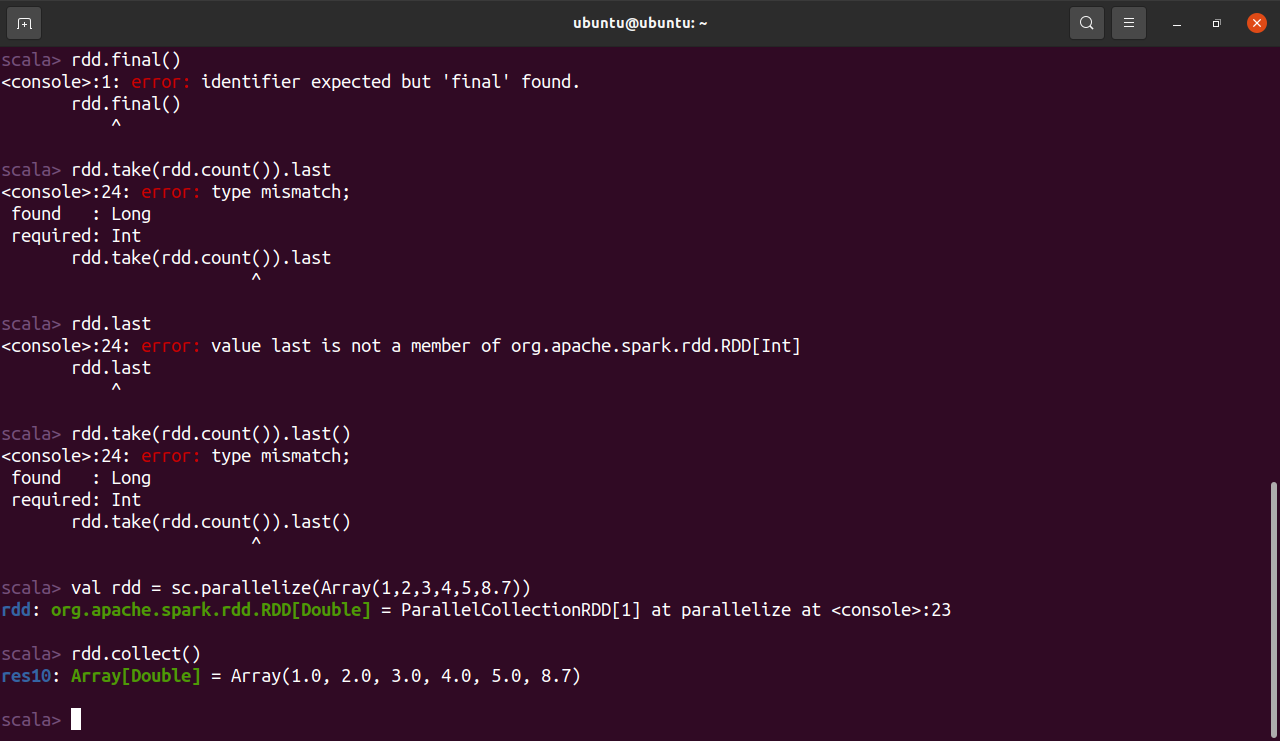 ubuntu@ubuntu: ~
scala> rdd.final()
<console>:1: error: identifier expected but 'final' found.
       rdd.final()
           ^
scala> rdd.take(rdd.count()).last
<console>:24: error: type mismatch;
 found   : Long
 required: Int
       rdd.take(rdd.count()).last
                         ^
scala> rdd.last
<console>:24: error: value last is not a member of org.apache.spark.rdd.RDD[Int]
       rdd.last
           ^
scala> rdd.take(rdd.count()).last()
<console>:24: error: type mismatch;
 found   : Long
 required: Int
       rdd.take(rdd.count()).last()
                         ^
scala> val rdd = sc.parallelize(Array(1,2,3,4,5,8.7))
rdd: org.apache.spark.rdd.RDD[Double] = ParallelCollectionRDD[1] at parallelize at <console>:23
scala> rdd.collect()
res10: Array[Double] = Array(1.0, 2.0, 3.0, 4.0, 5.0, 8.7)
scala>